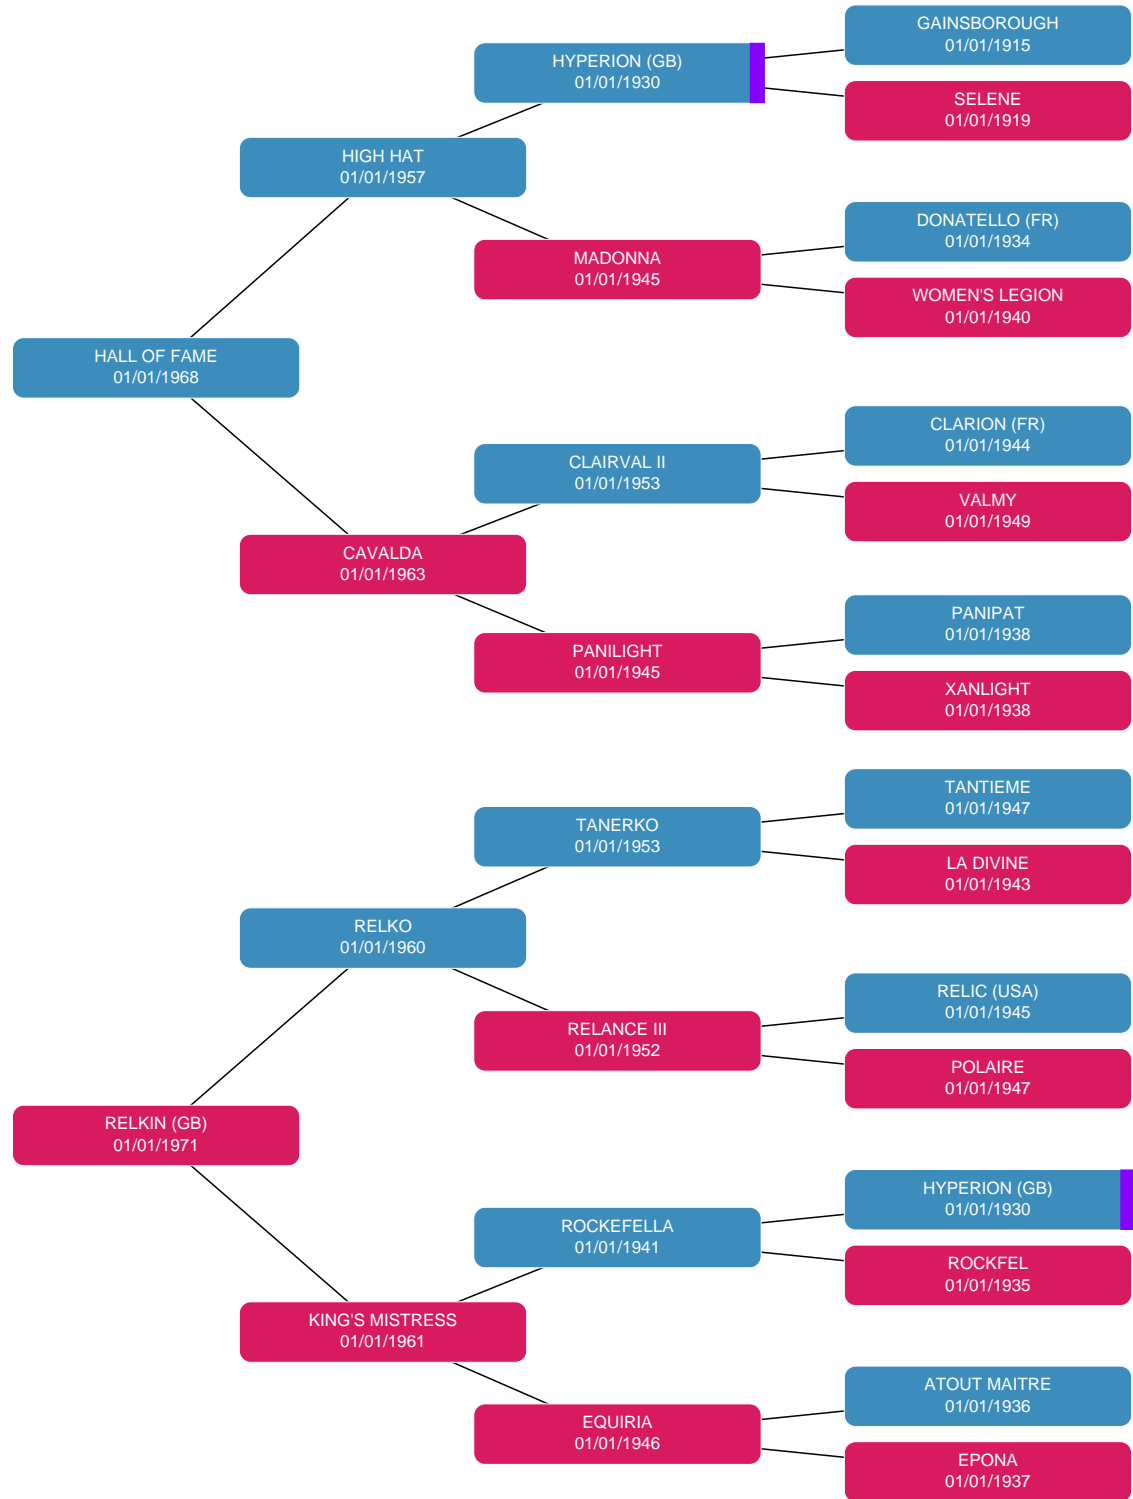 GAINSBOROUGH
01/01/1915
HYPERION (GB)
01/01/1930
SELENE
01/01/1919
HIGH HAT
01/01/1957
DONATELLO (FR)
01/01/1934
MADONNA
01/01/1945
WOMEN'S LEGION
01/01/1940
HALL OF FAME
01/01/1968
CLARION (FR)
01/01/1944
CLAIRVAL II
01/01/1953
VALMY
01/01/1949
CAVALDA
01/01/1963
PANIPAT
01/01/1938
PANILIGHT
01/01/1945
XANLIGHT
01/01/1938
TANTIEME
01/01/1947
TANERKO
01/01/1953
LA DIVINE
01/01/1943
RELKO
01/01/1960
RELIC (USA)
01/01/1945
RELANCE III
01/01/1952
POLAIRE
01/01/1947
RELKIN (GB)
01/01/1971
HYPERION (GB)
01/01/1930
ROCKEFELLA
01/01/1941
ROCKFEL
01/01/1935
KING'S MISTRESS
01/01/1961
ATOUT MAITRE
01/01/1936
EQUIRIA
01/01/1946
EPONA
01/01/1937